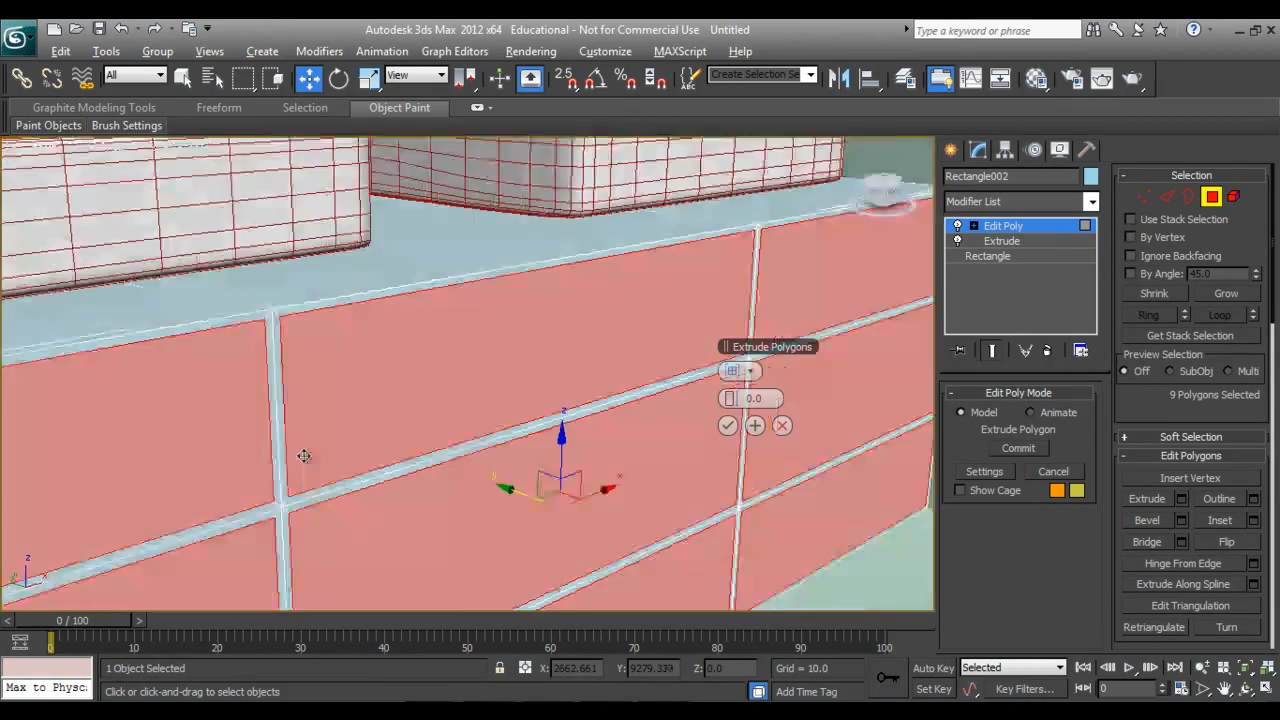 Autodesk 3ds Max 2012 x64 Educational - Not for Commercial Use Untitled
Type a keyword or phrase
Edit Tools Group Views Create Modifiers Animation Graph Editors Rendering Customize MAXScript Help
All View 2.5 Create Selection Se
Graphite Modeling Tools Freeform Selection Object Paint
Paint Objects Brush Settings
Rectangle002
Modifier List
Edit Poly
Extrude
Rectangle
Edit Poly Mode
Model Animate
Extrude Polygon
Commit
Settings Cancel
Show Cage
Selection
Use Stack Selection
By Vertex
Ignore Backfacing
By Angle: 45.0
Shrink Grow
Ring Loop
Get Stack Selection
Preview Selection
Off SubObj Multi
9 Polygons Selected
Soft Selection
Edit Polygons
Insert Vertex
Extrude Outline
Bevel Inset
Bridge Flip
Hinge From Edge
Extrude Along Spline
Edit Triangulation
Retriangulate Turn
Extrude Polygons
0.0
z
y x
z
x
0 / 100
0 10 20 30 40 50 60 70 80 90 100
1 Object Selected X: 2662.661 Y: Z: 0.0 Grid = 10.0 Auto Key Selected
Max to Physc. Click or click-and-drag to select objects Add Time Tag Set Key Key Filters... 0